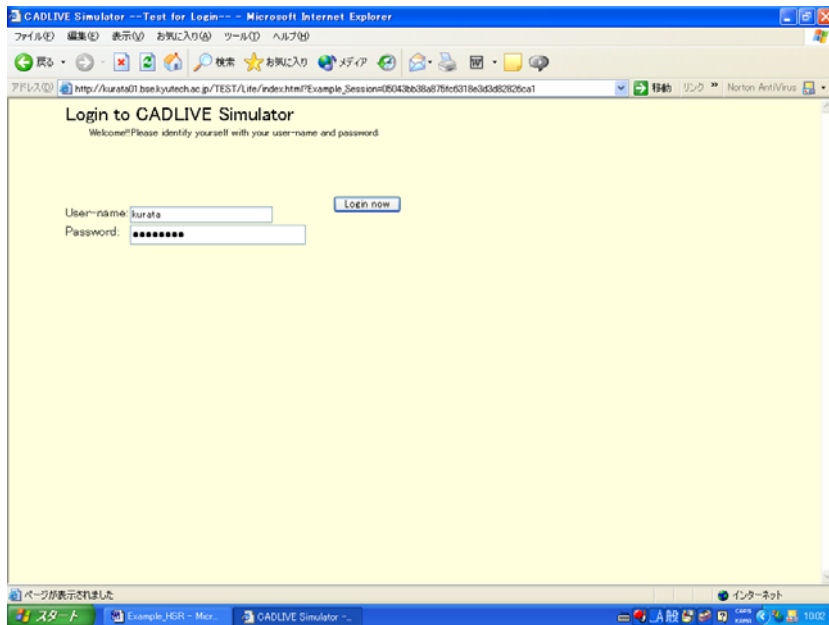 CADLIVE Simulator --Test for Login-- - Microsoft Internet Explorer
ファイル(F) 編集(E) 表示(V) お気に入り(A) ツール(T) ヘルプ(H)
戻る 検索 お気に入り メディア
アドレス(D) http://kurata01.bse.kyutech.ac.jp/TEST/Life/index.html?Example_Session= 移動 リンク » Norton AntiVirus
Login to CADLIVE Simulator
Welcome!!Please identify yourself with your user-name and password
Login now
User-name: kurata
Password: ••••••••
ページが表示されました インターネット
スタート Example_HSR - Micr... CADLIVE Simulator -... A 般 CAPS KANA 10:02